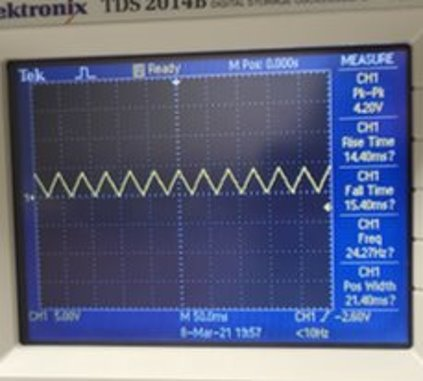 ektronix TDS 2014B
Tek Ready M Pos: 0.000s MEASURE
CH1
Pk-Pk
4.20V
CH1
Rise Time
14.40ms?
CH1
Fall Time
15.40ms?
CH1
Freq
24.27Hz?
CH1
Pos Width
21.40ms?
CH1 5.00V M 50.0ms CH1 -2.60V
8-Mar-21 19:57 <10Hz